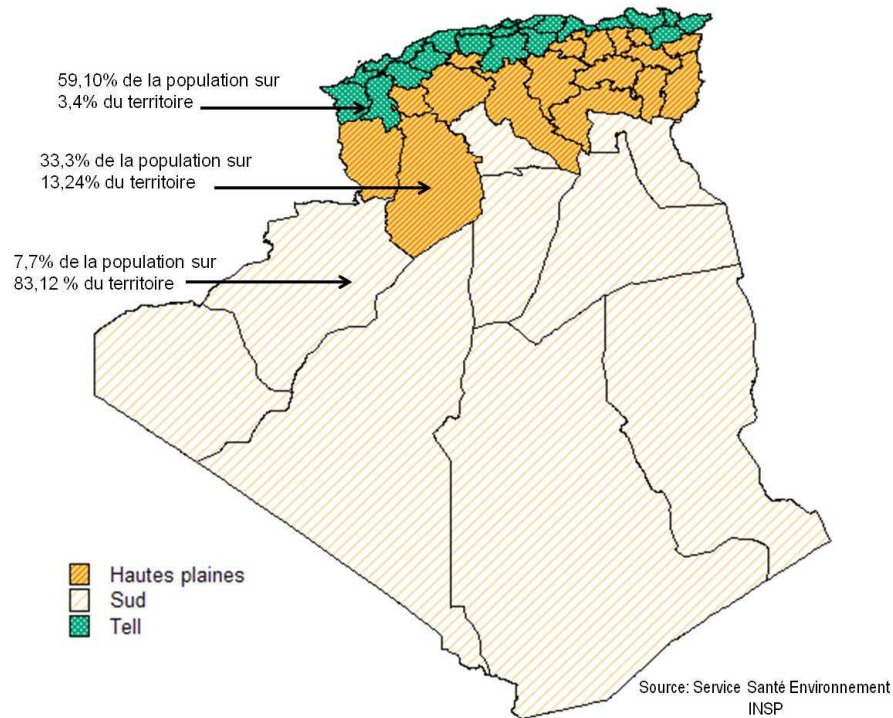 59,10% de la population sur
3,4% du territoire
33,3% de la population sur
13,24% du territoire
7,7% de la population sur
83,12 % du territoire
Hautes plaines
Sud
Tell
Source: Service Santé Environnement
INSP